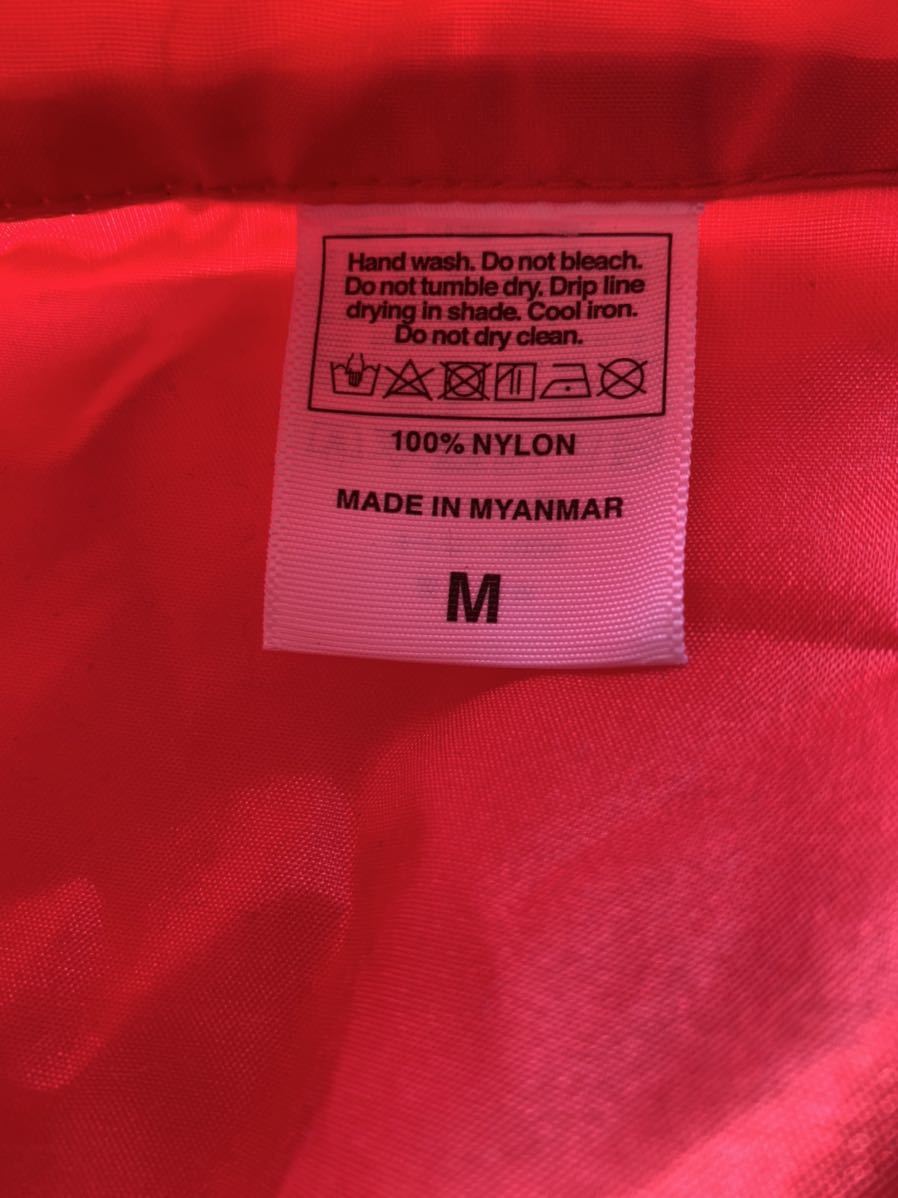 Hand wash. Do not bleach.
Do not tumble dry. Drip line
drying in shade. Cool iron.
Do not dry clean.
100% NYLON
MADE IN MYANMAR
M